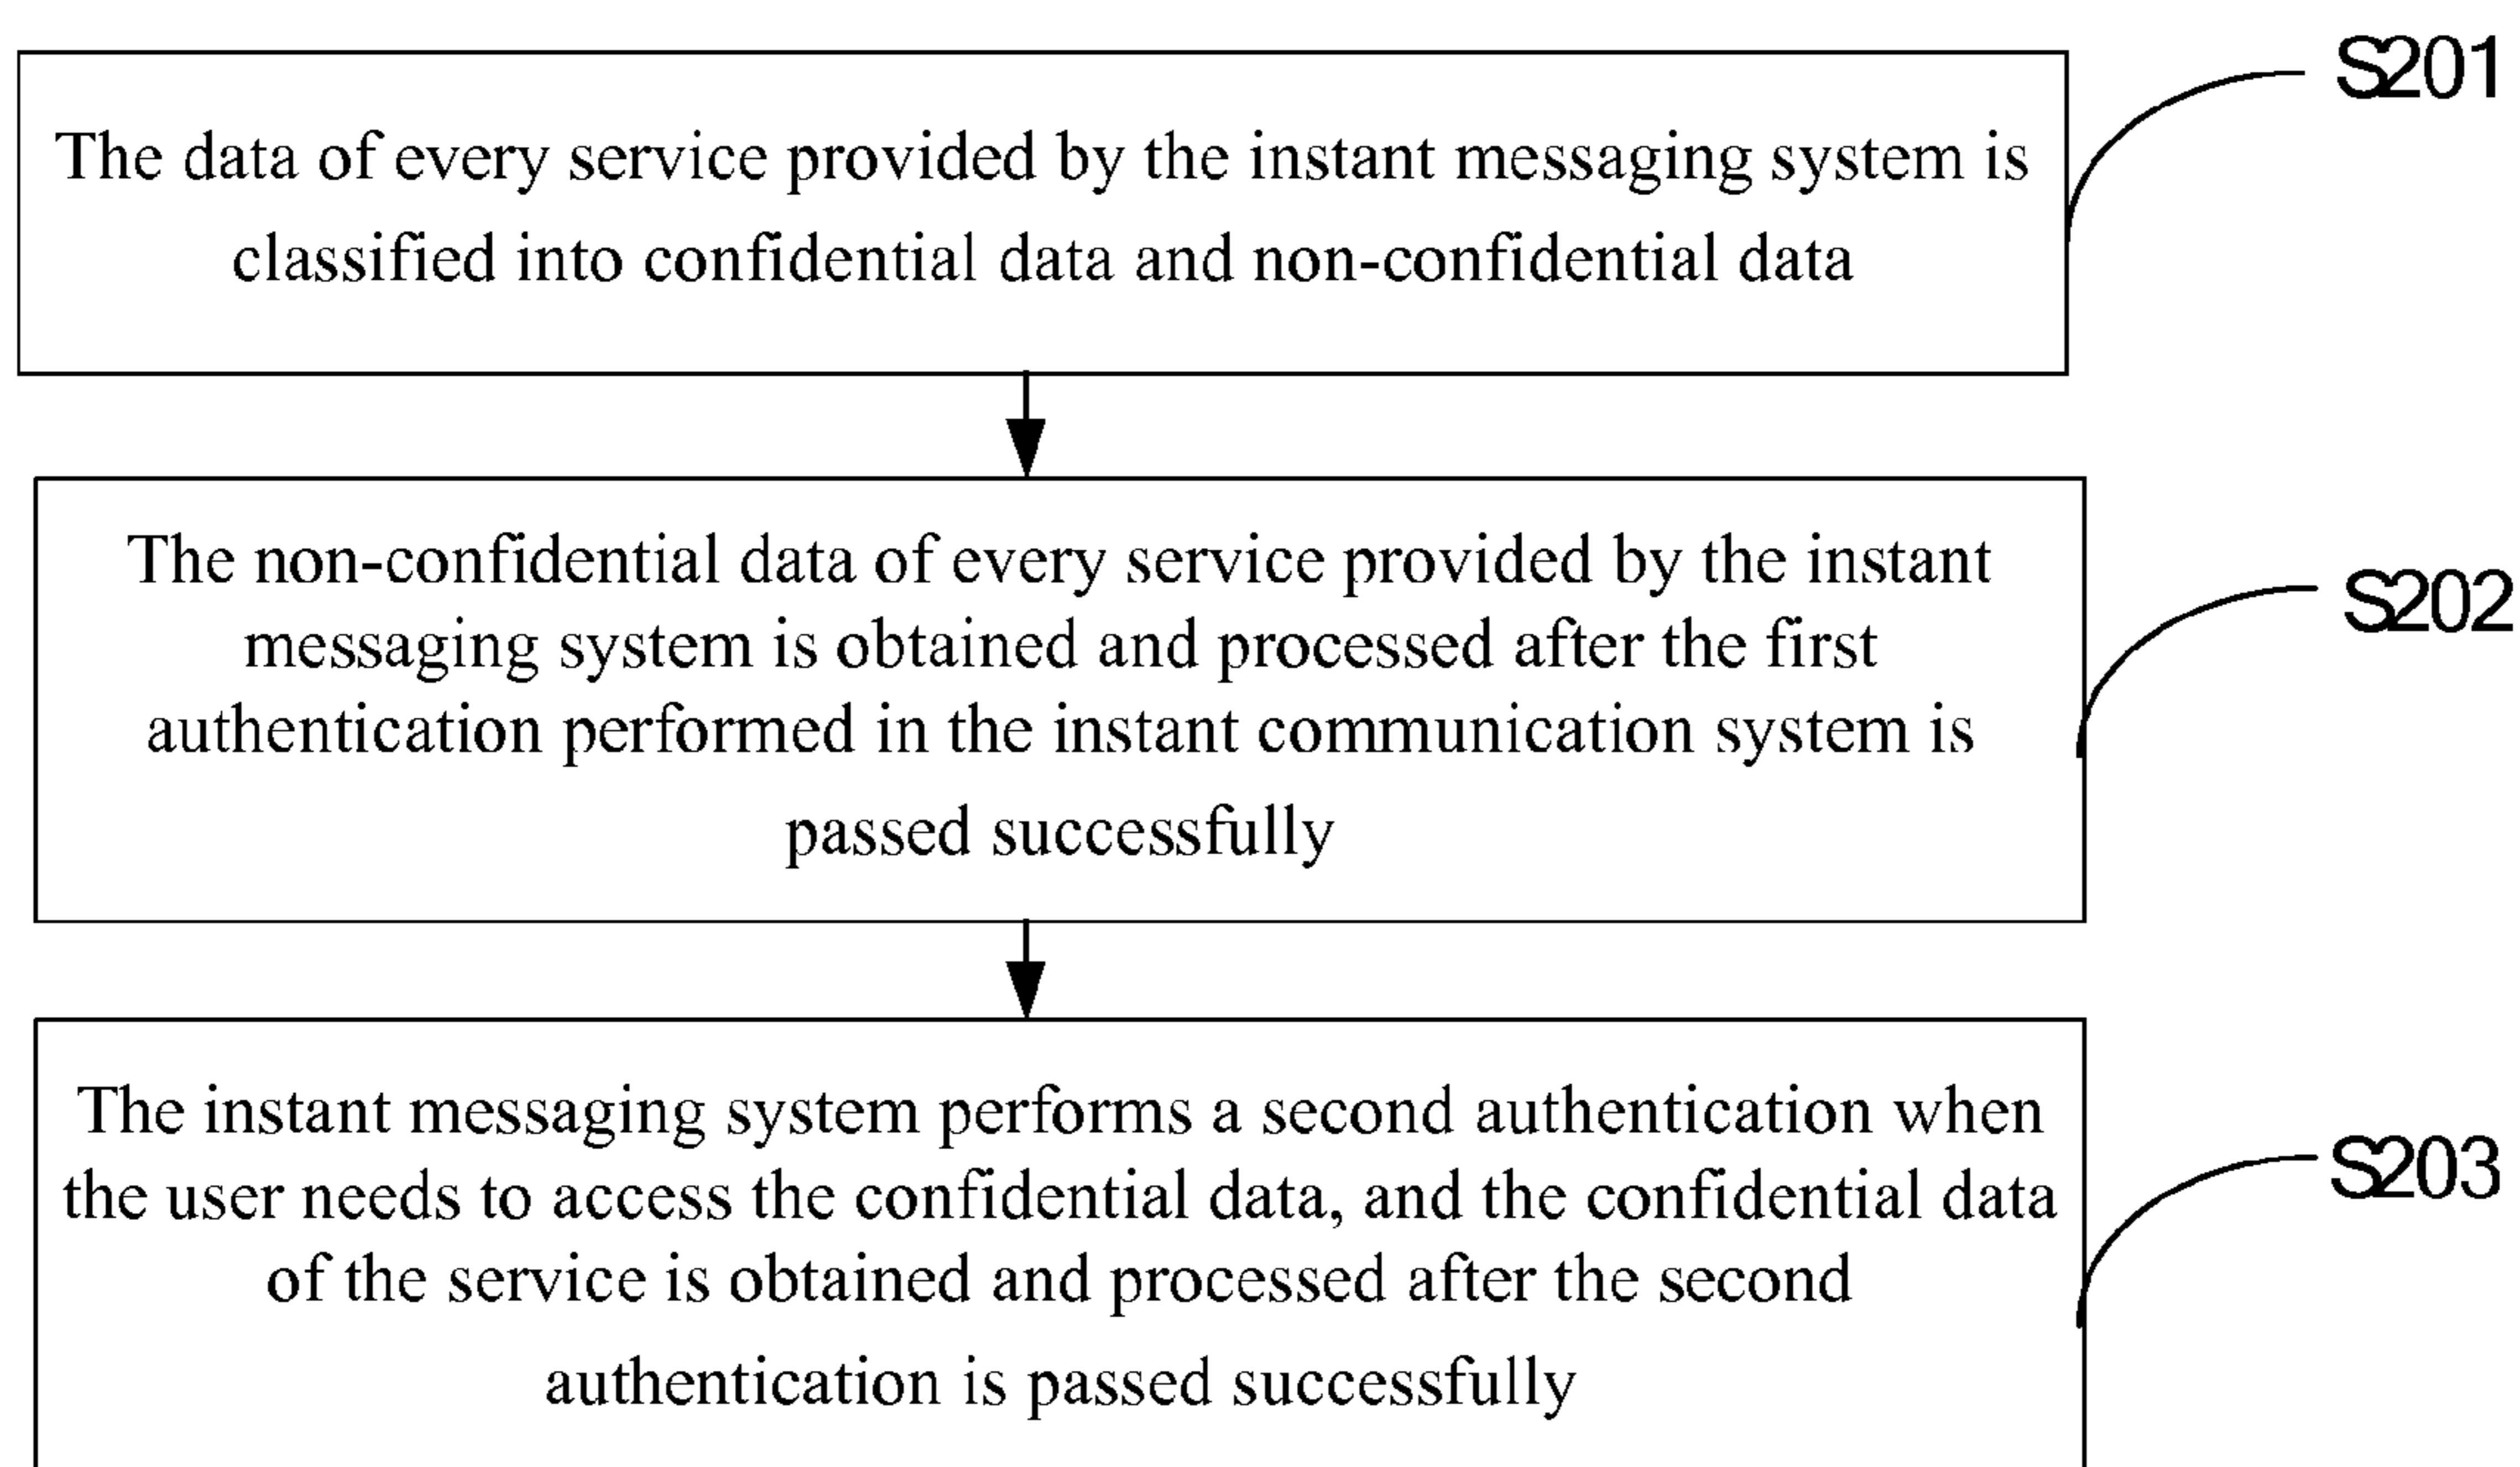 S201
The data of every service provided by the instant messaging system is
classified into confidential data and non-confidential data
The non-confidential data of every service provided by the instant
messaging system is obtained and processed after the first
authentication performed in the instant communication system is
passed successfully
S202
The instant messaging system performs a second authentication when
the user needs to access the confidential data, and the confidential data
of the service is obtained and processed after the second
authentication is passed successfully
S203